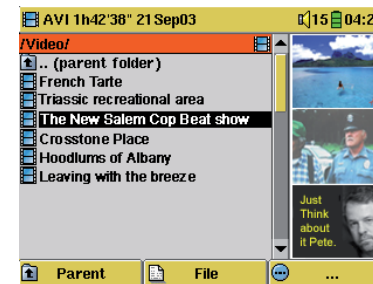 AVI 1h42'38" 21Sep03 15 04:2
/Video/
.. (parent folder)
French Tarte
Triassic recreational area
The New Salem Cop Beat show
Crosstone Place
Hoodlums of Albany
Leaving with the breeze
Just
Think
about
it Pete.
Parent File ...